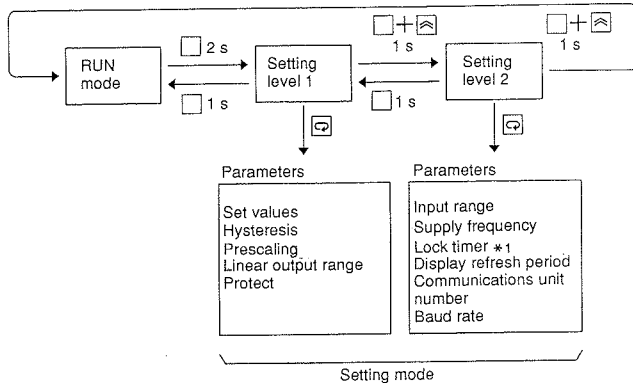 1 s
1 s
2 s
RUN
mode
Setting
level 1
Setting
level 2
1 s
1 s
Parameters
Set values
Hysteresis
Prescaling
Linear output range
Protect
Parameters
Input range
Supply frequency
Lock timer *1
Display refresh period
Communications unit
number
Baud rate
Setting mode